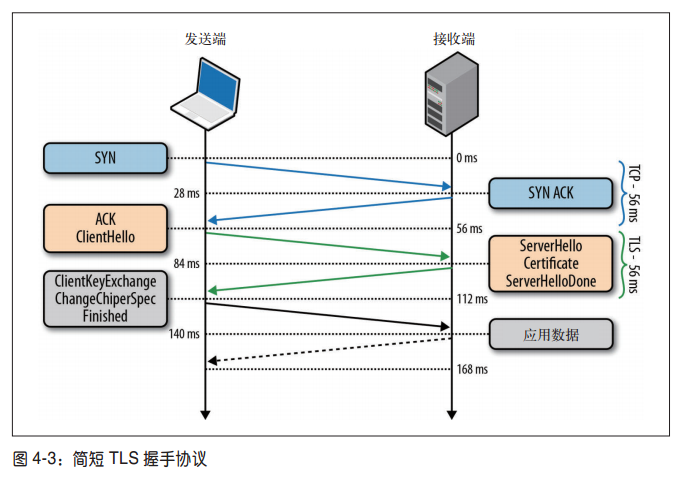 发送端
接收端
SYN
0 ms
28 ms
SYN ACK
TCP - 56 ms
ACK
ClientHello
56 ms
84 ms
ServerHello
Certificate
ServerHelloDone
TLS - 56 ms
ClientKeyExchange
ChangeChiperSpec
Finished
112 ms
140 ms
应用数据
168 ms
图 4-3：简短 TLS 握手协议